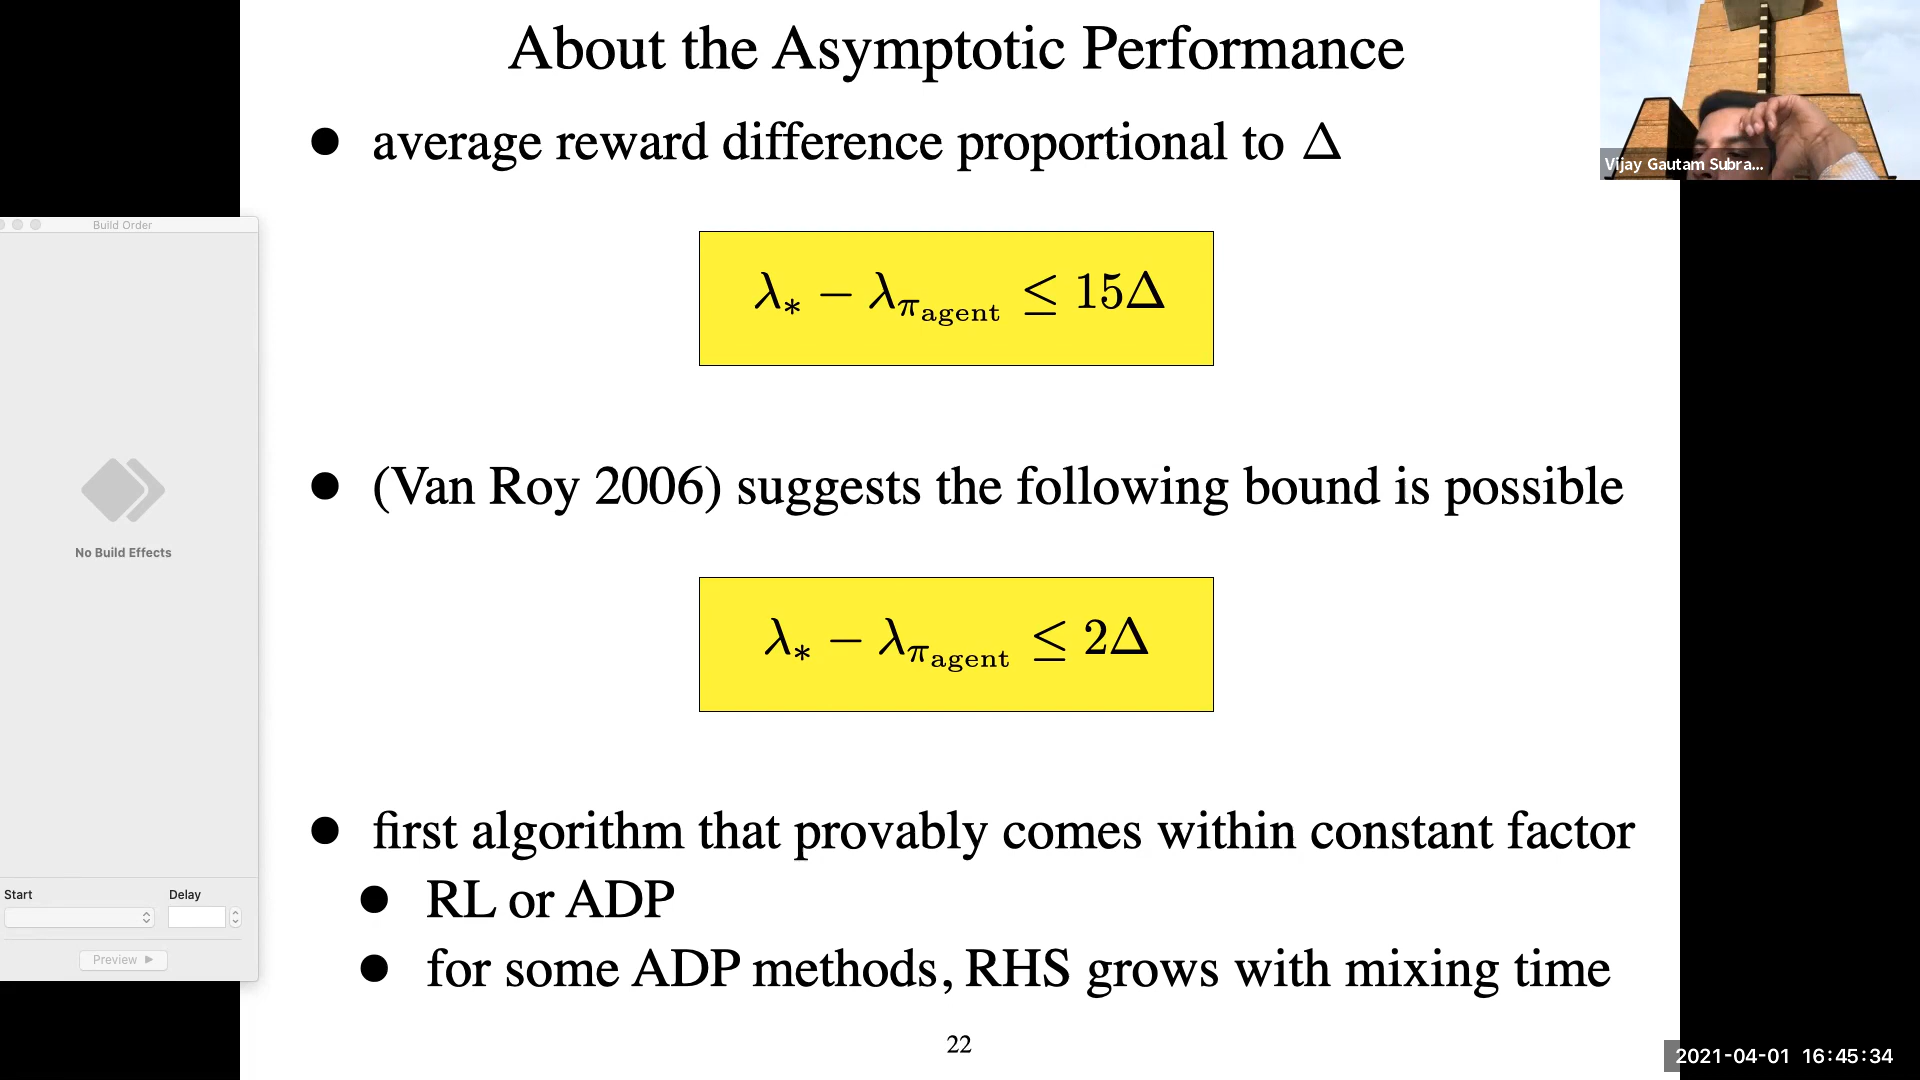 About the Asymptotic Performance
● average reward difference proportional to Δ
λ∗ − λπagent ≤ 15Δ
● (Van Roy 2006) suggests the following bound is possible
λ∗ − λπagent ≤ 2Δ
● first algorithm that provably comes within constant factor
● RL or ADP
● for some ADP methods, RHS grows with mixing time
22
Build Order
No Build Effects
Start Delay
Preview ▶
Vijay Gautam Subra...
2021-04-01 16:45:34